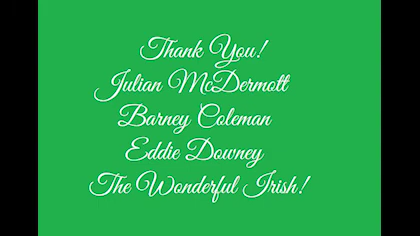 Thank You!
Julian McDermott
Barney Coleman
Eddie Downey
The Wonderful Irish!